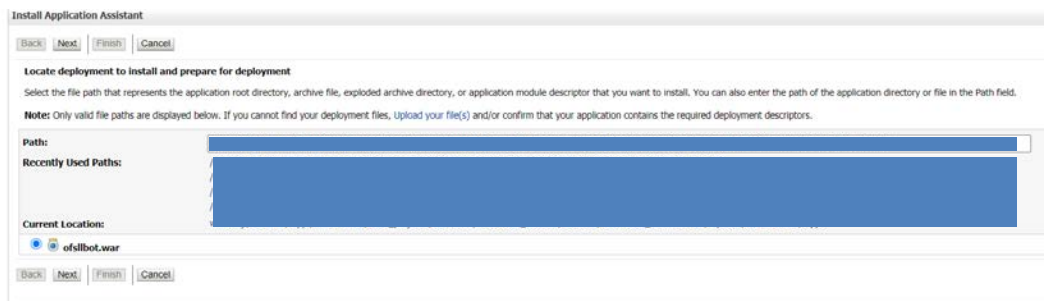 Install Application Assistant
Back Next Finish Cancel
Locate deployment to install and prepare for deployment
Select the file path that represents the application root directory, archive file, exploded archive directory, or application module descriptor that you want to install. You can also enter the path of the application directory or file in the Path field.
Note: Only valid file paths are displayed below. If you cannot find your deployment files, Upload your file(s) and/or confirm that your application contains the required deployment descriptors.
Path:
Recently Used Paths:
/
/
/
/
Current Location:
ofsllbot.war
Back Next Finish Cancel